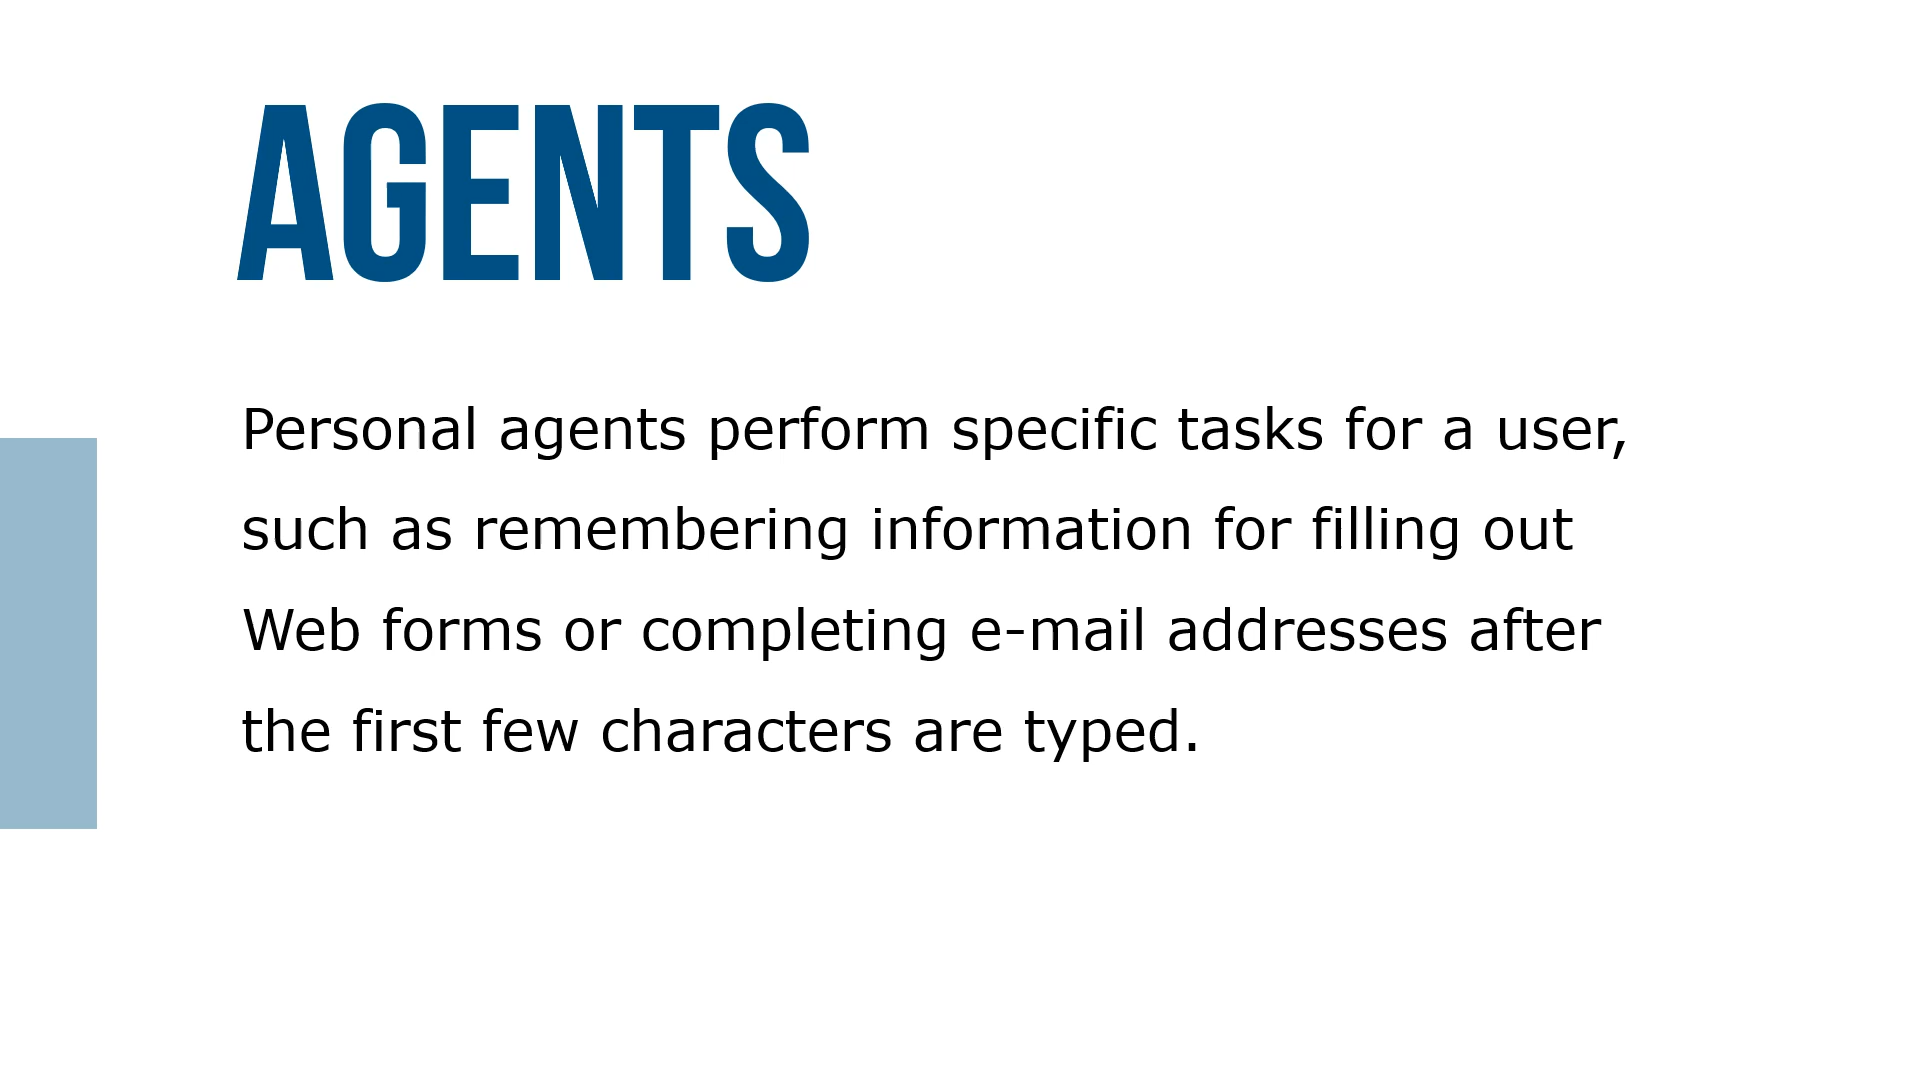 AGENTS
Personal agents perform specific tasks for a user,
such as remembering information for filling out
Web forms or completing e-mail addresses after
the first few characters are typed.